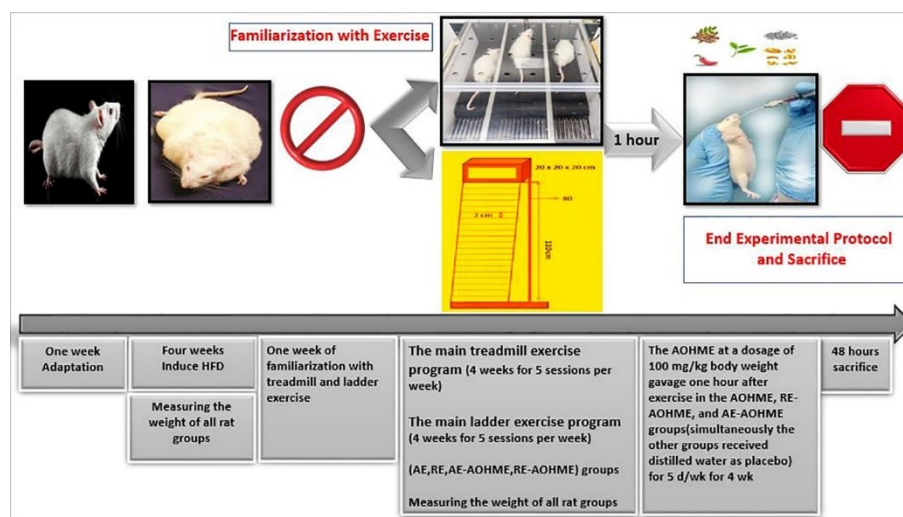 Familiarization with Exercise
20 x 20 x 20 cm
80
2 cm
110cm
1 hour
End Experimental Protocol
and Sacrifice
One week
Adaptation
Four weeks
Induce HFD
Measuring the
weight of all rat
groups
One week of
familiarization with
treadmill and ladder
exercise
The main treadmill exercise
program (4 weeks for 5 sessions per
week)
The main ladder exercise program
(4 weeks for 5 sessions per week)
(AE,RE,AE-AOHME,RE-AOHME) groups
Measuring the weight of all rat groups
The AOHME at a dosage of
100 mg/kg body weight
gavage one hour after
exercise in the AOHME, RE-
AOHME, and AE-AOHME
groups(simultaneously the
other groups received
distilled water as placebo)
for 5 d/wk for 4 wk
48 hours
sacrifice